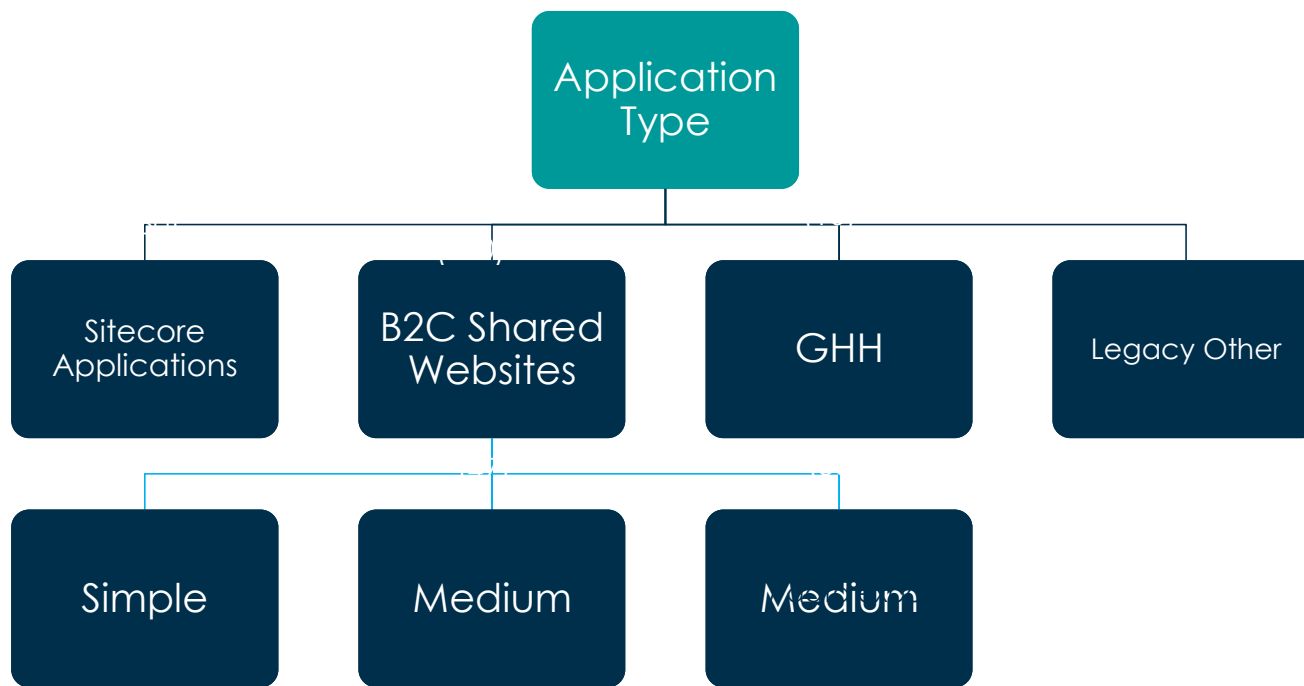 Application
Type
Sitecore
Applications
B2C Shared
Websites
GHH
Legacy Other
Simple
Medium
Medium